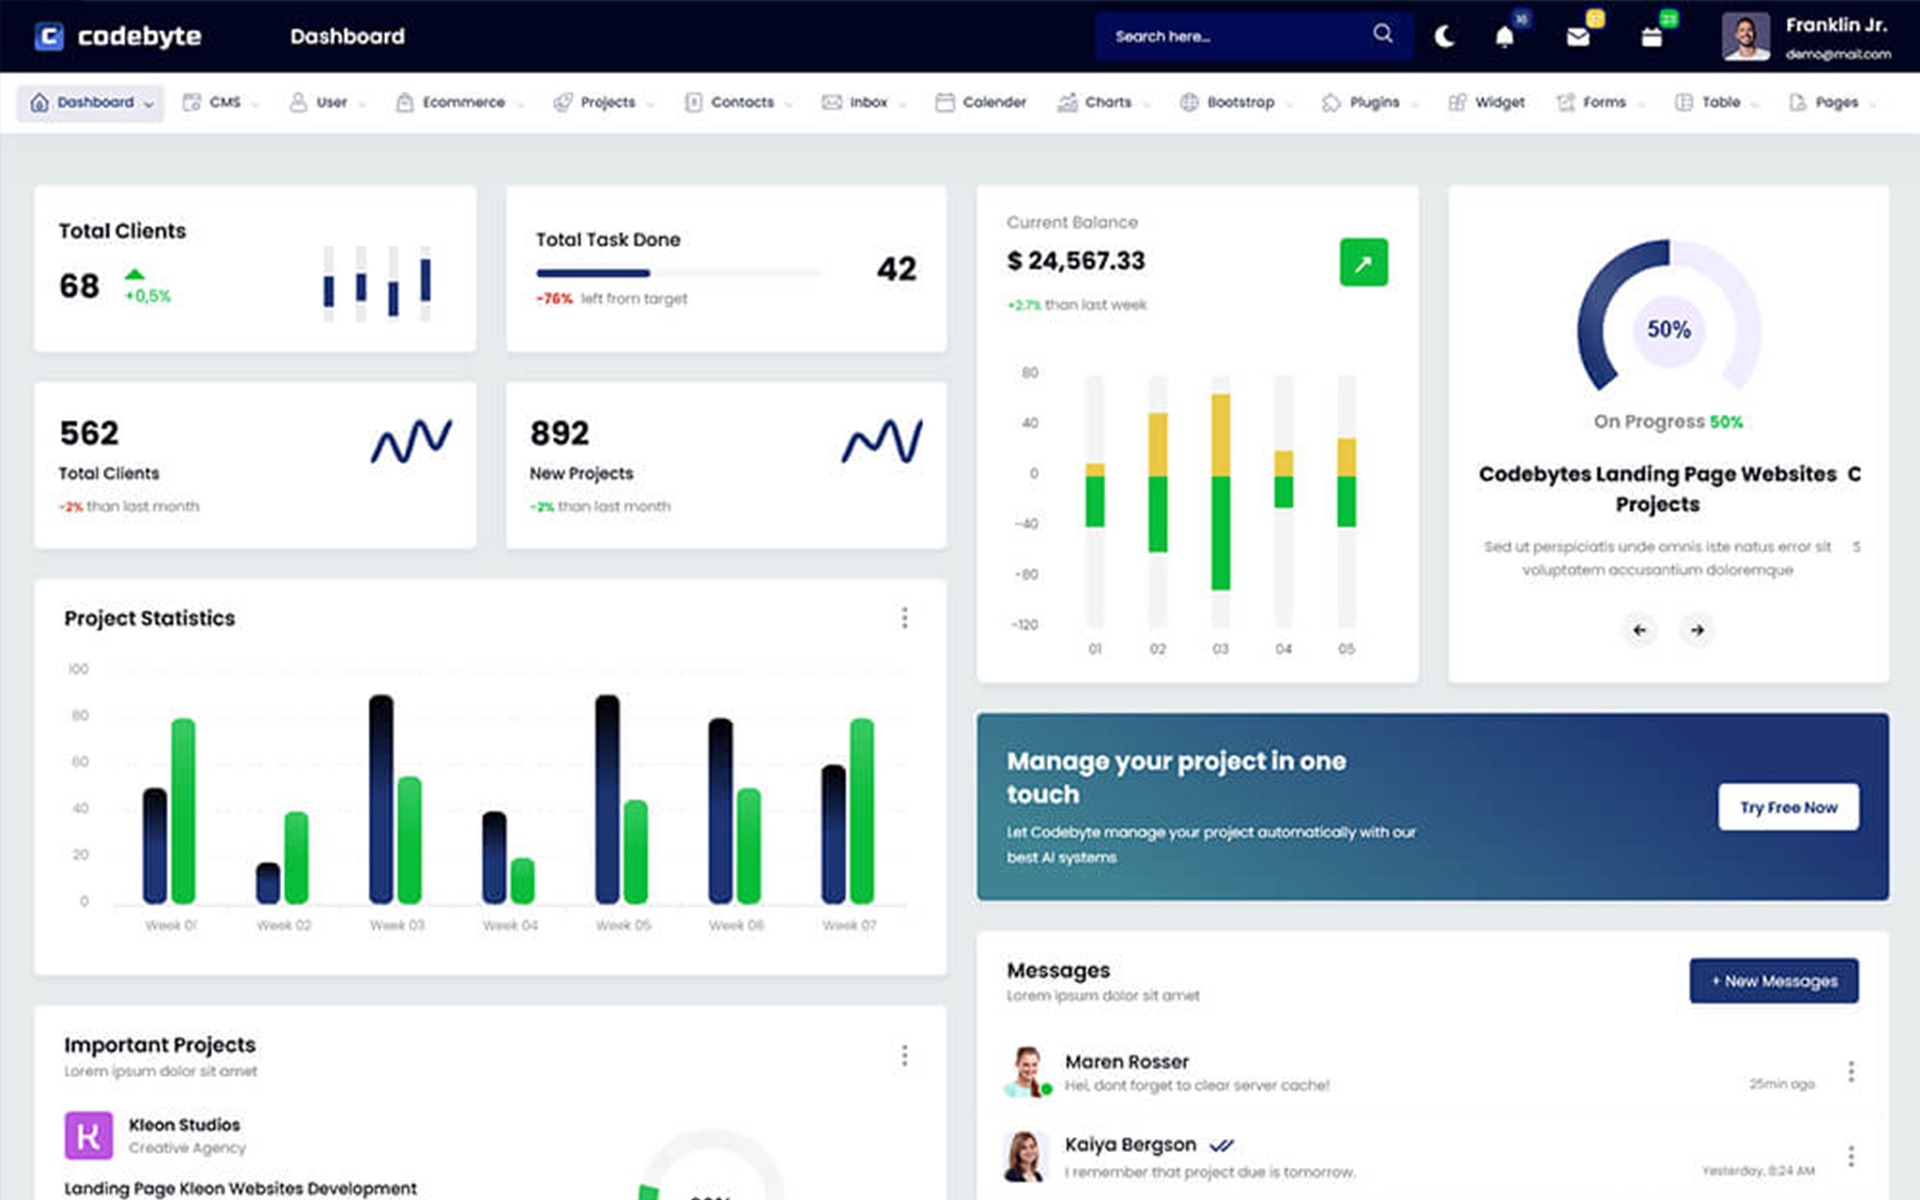 codebyte
Dashboard
Search here...
Franklin Jr.
demo@mail.com
Dashboard
CMS
User
Ecommerce
Projects
Contacts
Inbox
Calender
Charts
Bootstrap
Plugins
Widget
Forms
Table
Pages
Total Clients
68
+0,5%
Total Task Done
42
-76% left from target
562
Total Clients
-2% than last month
892
New Projects
-2% than last month
Current Balance
$ 24,567.33
+2.7% than last week
80
40
0
-40
-80
-120
01 02 03 04 05
50%
On Progress 50%
Codebytes Landing Page Websites C
Projects
Sed ut perspiciatis unde omnis iste natus error sit S
voluptatem accusantium doloremque
Project Statistics
100
80
60
40
20
0
Week 01 Week 02 Week 03 Week 04 Week 05 Week 06 Week 07
Manage your project in one
touch
Let Codebyte manage your project automatically with our
best AI systems
Try Free Now
Messages
Lorem ipsum dolor sit amet
+ New Messages
Maren Rosser
Hei, dont forget to clear server cache!
25min ago
Kaiya Bergson
I remember that project due is tomorrow.
Yesterday, 8:24 AM
Important Projects
Lorem ipsum dolor sit amet
Kleon Studios
Creative Agency
Landing Page Kleon Websites Development